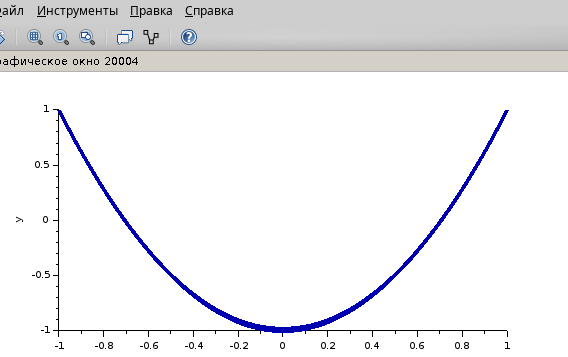 айл Инструменты Правка Справка
афическое окно 20004
1
0.5
0
-0.5
-1
y
-1 -0.8 -0.6 -0.4 -0.2 0 0.2 0.4 0.6 0.8 1